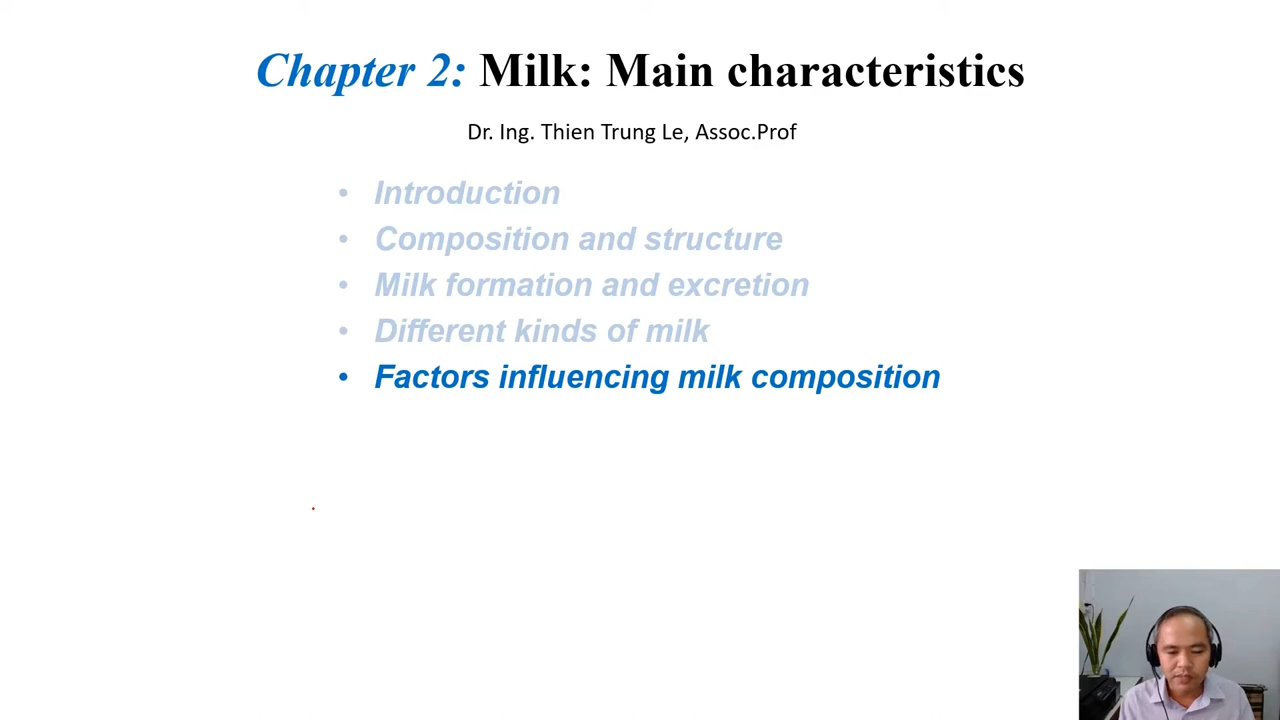 Chapter 2: Milk: Main characteristics
Dr. Ing. Thien Trung Le, Assoc.Prof
• Introduction
• Composition and structure
• Milk formation and excretion
• Different kinds of milk
• Factors influencing milk composition